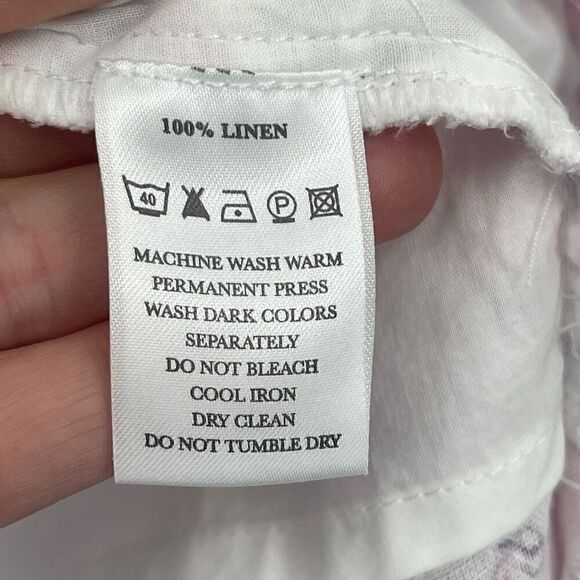 100% LINEN
40 P
MACHINE WASH WARM
PERMANENT PRESS
WASH DARK COLORS
SEPARATELY
DO NOT BLEACH
COOL IRON
DRY CLEAN
DO NOT TUMBLE DRY